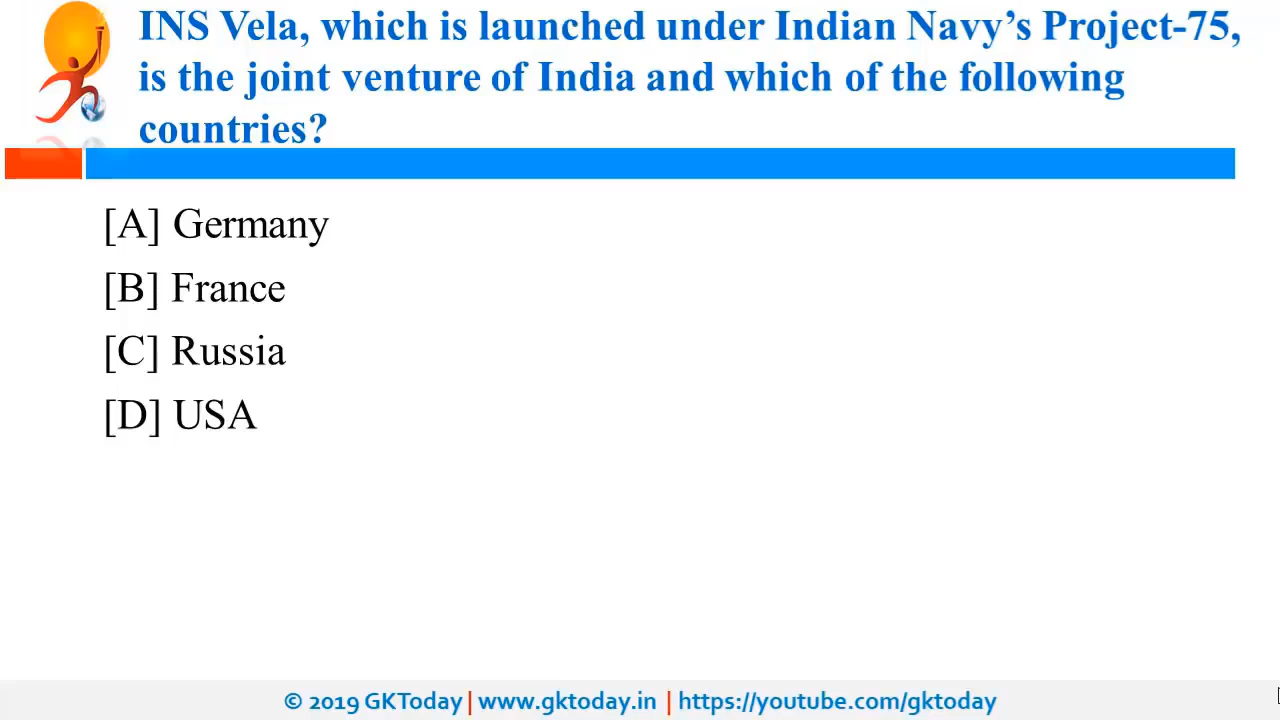 INS Vela, which is launched under Indian Navy’s Project-75,
is the joint venture of India and which of the following
countries?
[A] Germany
[B] France
[C] Russia
[D] USA
© 2019 GKToday | www.gktoday.in | https://youtube.com/gktoday